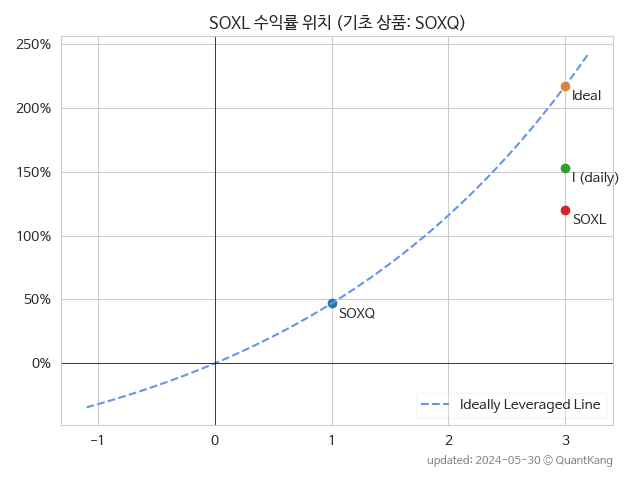 SOXL 수익률 위치 (기초 상품: SOXQ)
250%
200%
150%
100%
50%
0%
Ideal
I (daily)
SOXL
SOXQ
Ideally Leveraged Line
−1 0 1 2 3
updated: 2024-05-30 © QuantKang